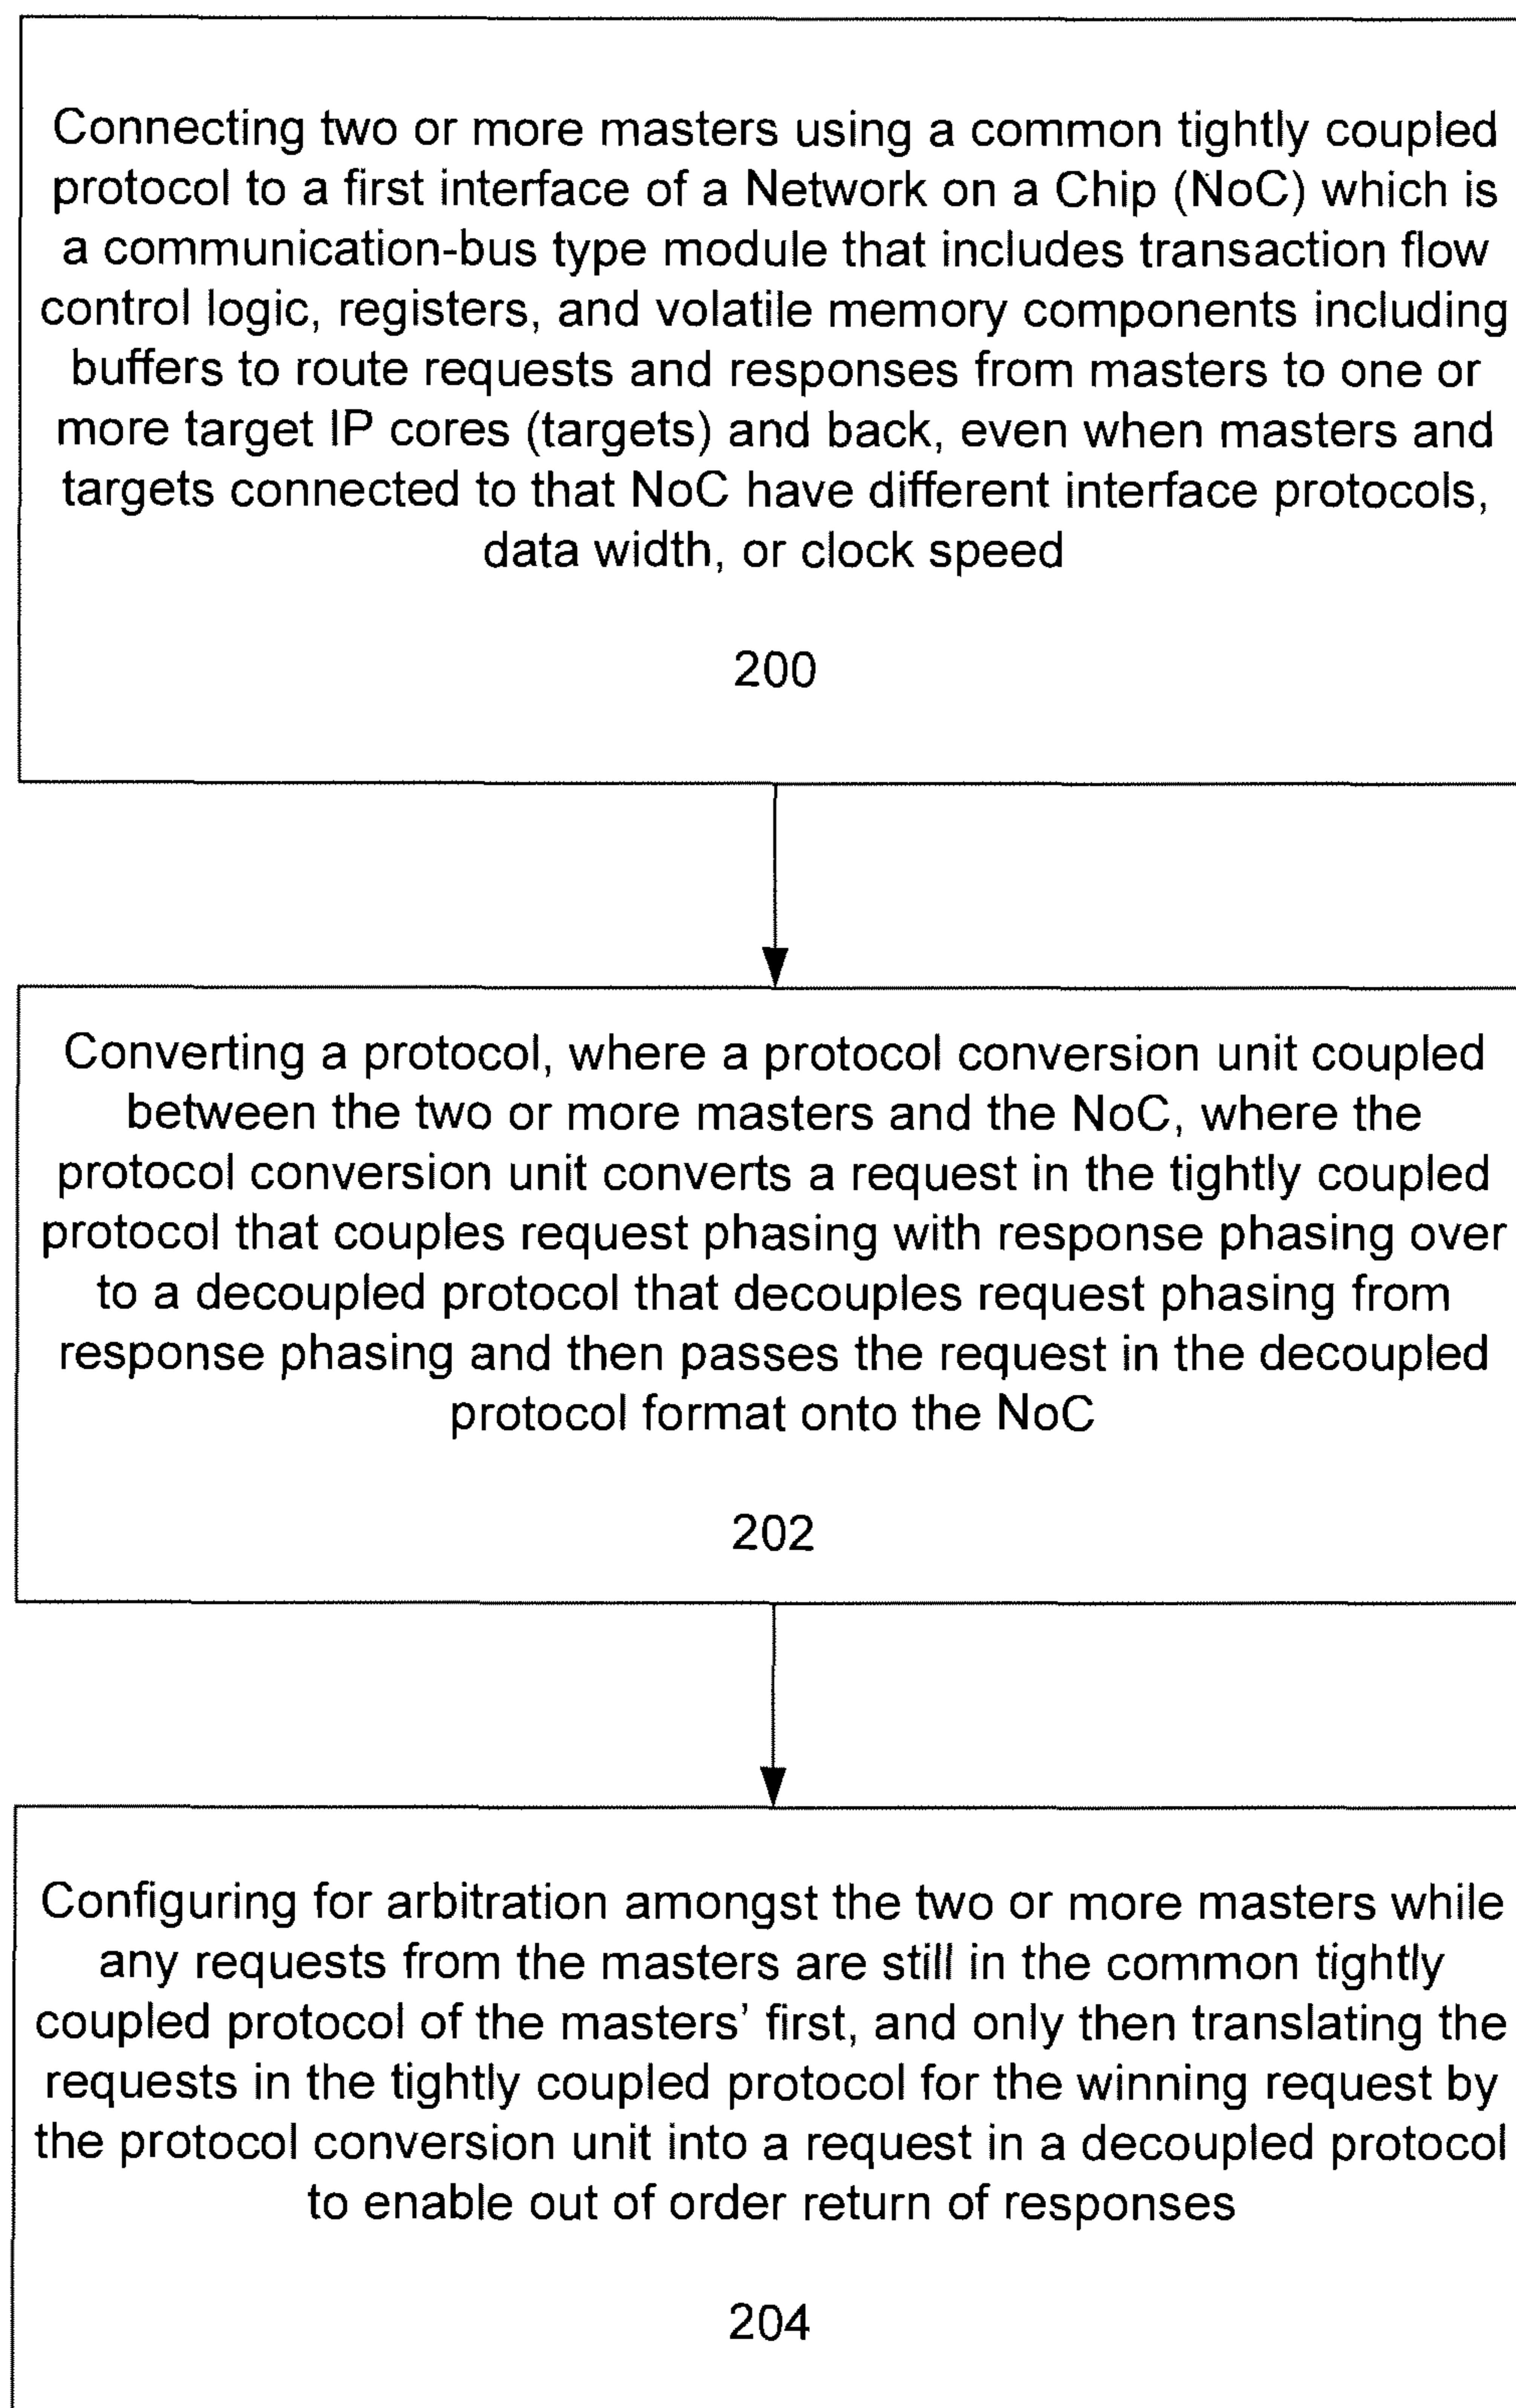 Connecting two or more masters using a common tightly coupled
protocol to a first interface of a Network on a Chip (NoC) which is
a communication-bus type module that includes transaction flow
control logic, registers, and volatile memory components including
buffers to route requests and responses from masters to one or
more target IP cores (targets) and back, even when masters and
targets connected to that NoC have different interface protocols,
data width, or clock speed
200
Converting a protocol, where a protocol conversion unit coupled
between the two or more masters and the NoC, where the
protocol conversion unit converts a request in the tightly coupled
protocol that couples request phasing with response phasing over
to a decoupled protocol that decouples request phasing from
response phasing and then passes the request in the decoupled
protocol format onto the NoC
202
Configuring for arbitration amongst the two or more masters while
any requests from the masters are still in the common tightly
coupled protocol of the masters' first, and only then translating the
requests in the tightly coupled protocol for the winning request by
the protocol conversion unit into a request in a decoupled protocol
to enable out of order return of responses
204